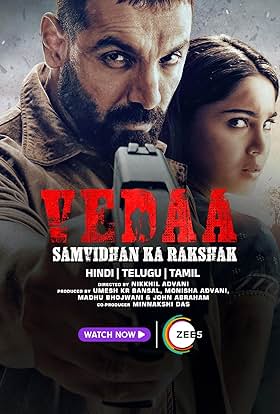 VEDAA
SAMVIDHAN KA RAKSHAK
HINDI | TELUGU | TAMIL
DIRECTED BY NIKKHIL ADVANI
PRODUCED BY UMESH KR BANSAL, MONISHA ADVANI,
MADHU BHOJWANI & JOHN ABRAHAM
CO-PRODUCER MINNAKSHI DAS
WATCH NOW
ZEE5